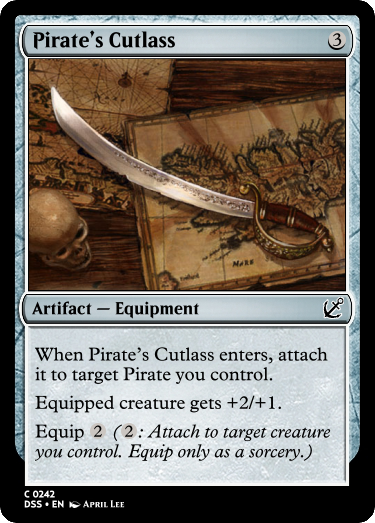 Pirate's Cutlass 3
MARE
Artifact — Equipment
When Pirate's Cutlass enters, attach
it to target Pirate you control.
Equipped creature gets +2/+1.
Equip 2 (2: Attach to target creature
you control. Equip only as a sorcery.)
C 0242
DSS • EN April Lee